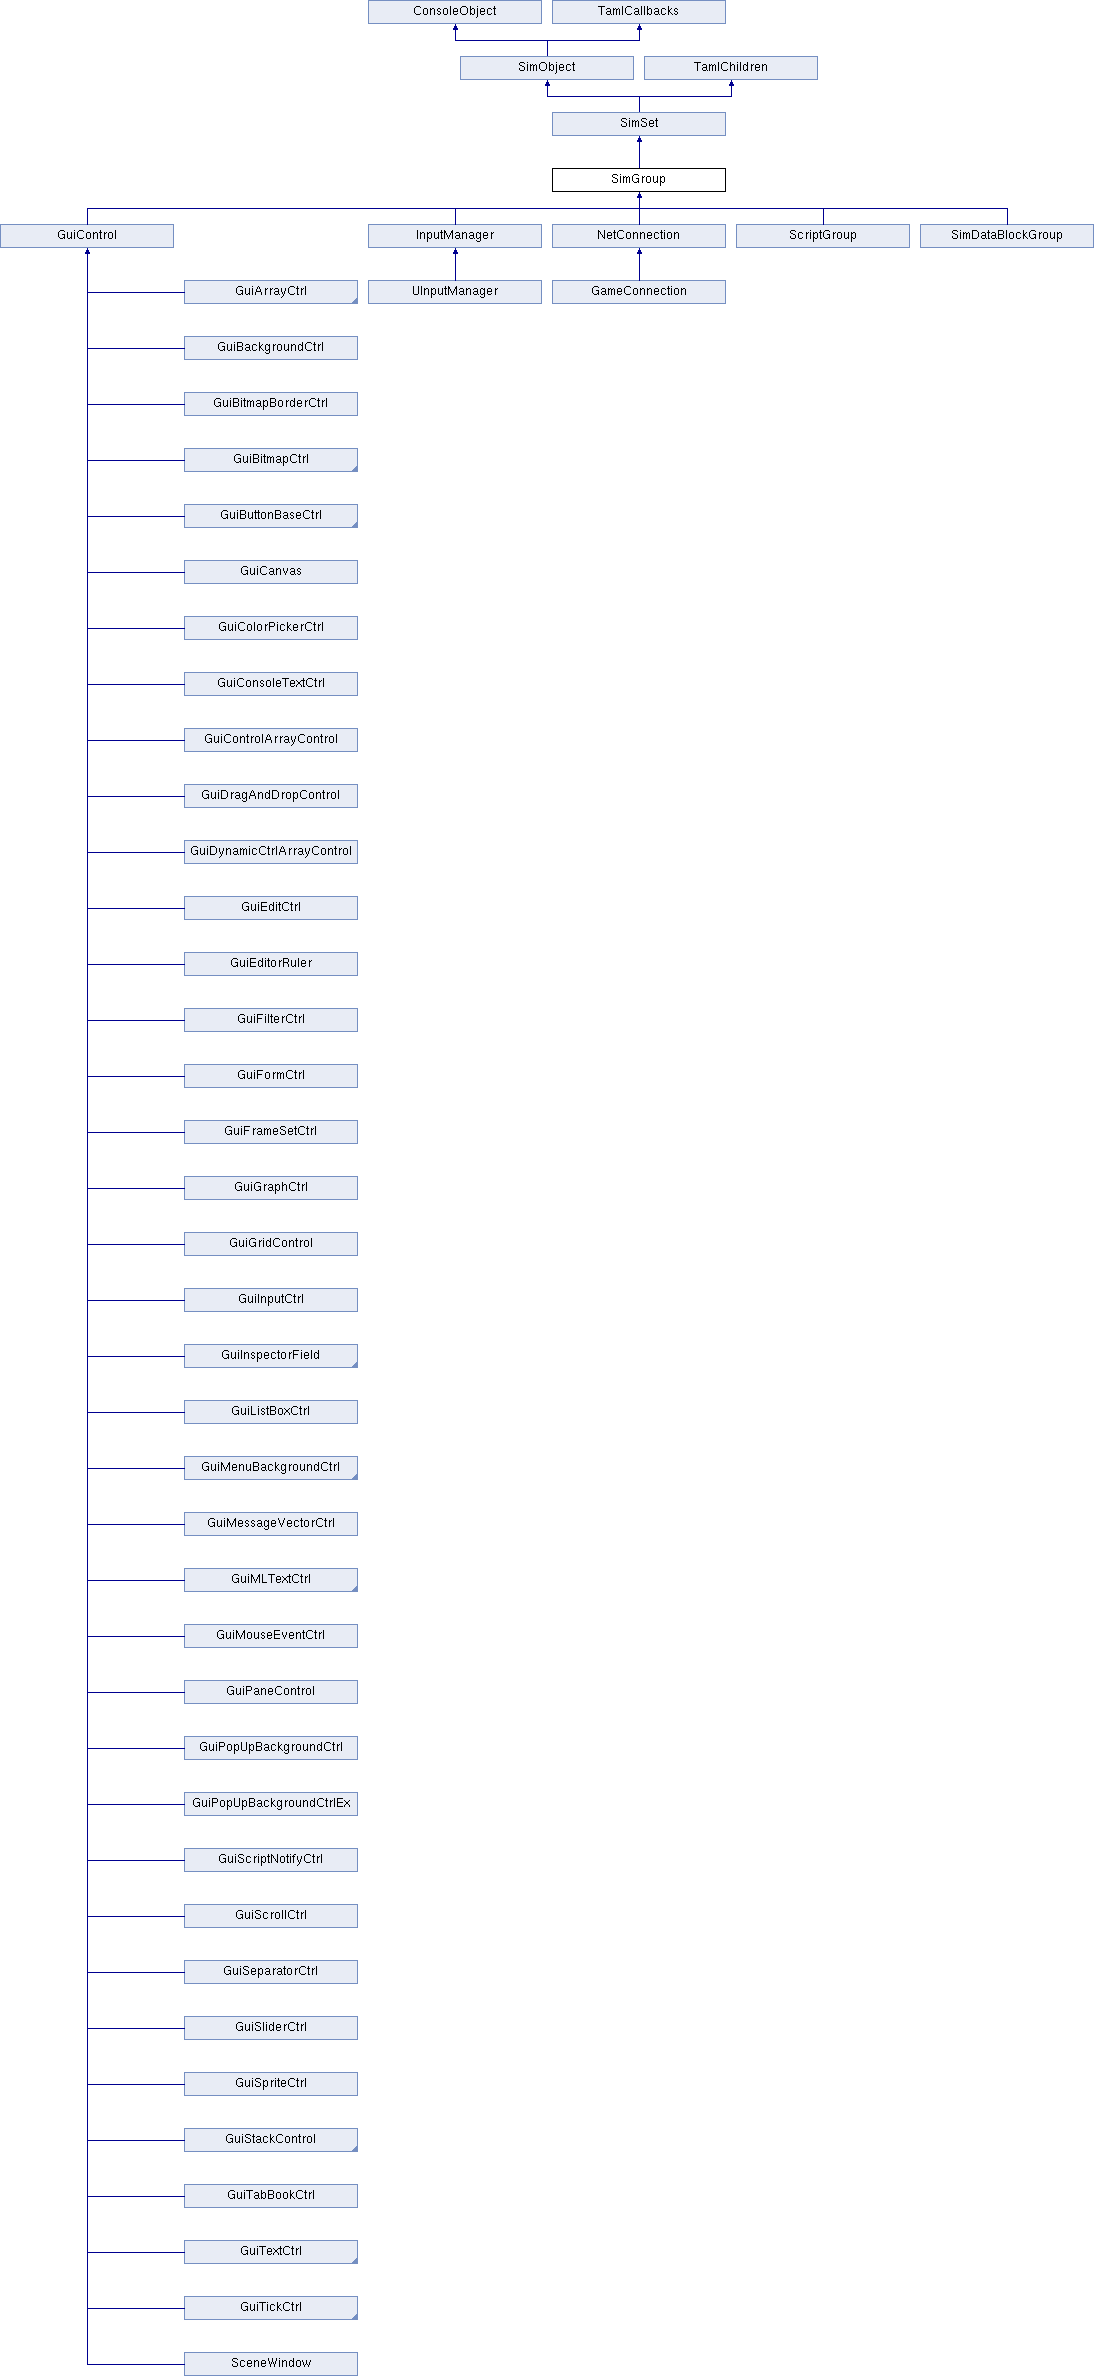 ConsoleObject
TamlCallbacks
SimObject
TamlChildren
SimSet
SimGroup
GuiControl
InputManager
NetConnection
ScriptGroup
SimDataBlockGroup
GuiArrayCtrl
UInputManager
GameConnection
GuiBackgroundCtrl
GuiBitmapBorderCtrl
GuiBitmapCtrl
GuiButtonBaseCtrl
GuiCanvas
GuiColorPickerCtrl
GuiConsoleTextCtrl
GuiControlArrayControl
GuiDragAndDropControl
GuiDynamicCtrlArrayControl
GuiEditCtrl
GuiEditorRuler
GuiFilterCtrl
GuiFormCtrl
GuiFrameSetCtrl
GuiGraphCtrl
GuiGridControl
GuiInputCtrl
GuiInspectorField
GuiListBoxCtrl
GuiMenuBackgroundCtrl
GuiMessageVectorCtrl
GuiMLTextCtrl
GuiMouseEventCtrl
GuiPaneControl
GuiPopUpBackgroundCtrl
GuiPopUpBackgroundCtrlEx
GuiScriptNotifyCtrl
GuiScrollCtrl
GuiSeparatorCtrl
GuiSliderCtrl
GuiSpriteCtrl
GuiStackControl
GuiTabBookCtrl
GuiTextCtrl
GuiTickCtrl
SceneWindow